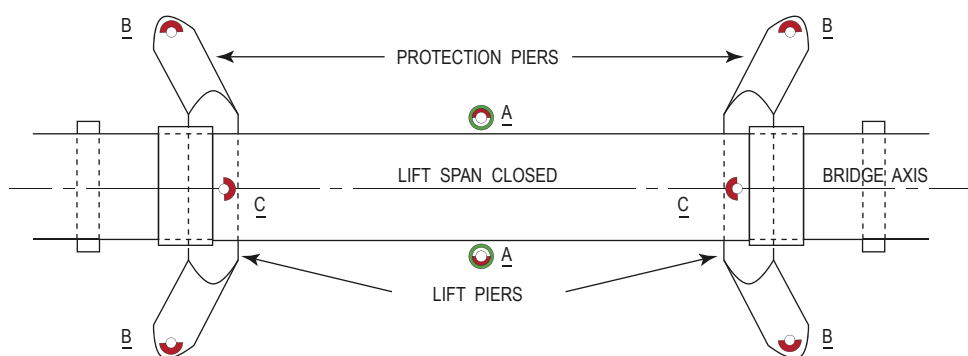 B
B
PROTECTION PIERS
A
LIFT SPAN CLOSED
BRIDGE AXIS
C
C
A
LIFT PIERS
B
B